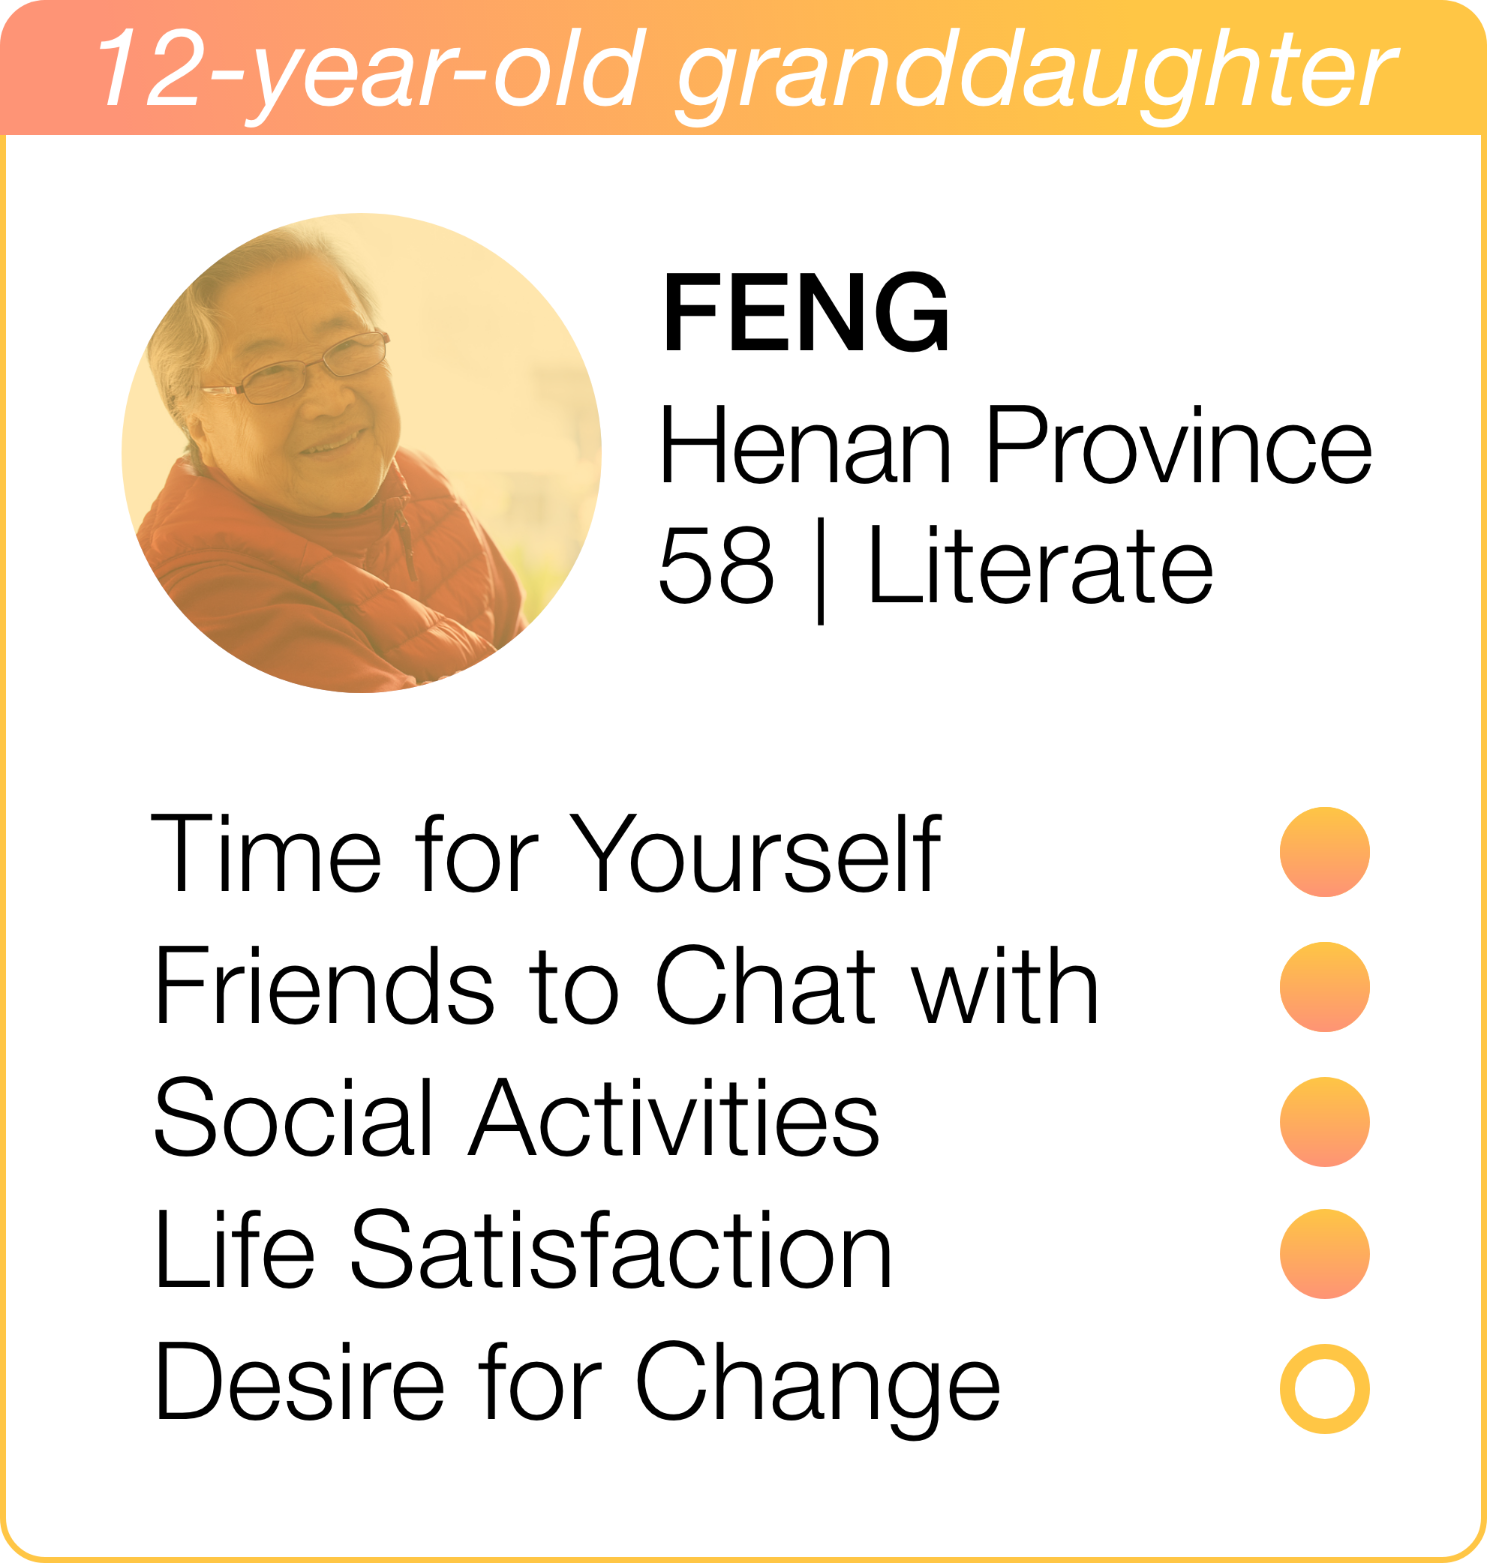 12-year-old granddaughter
FENG
Henan Province
58 | Literate
Time for Yourself
Friends to Chat with
Social Activities
Life Satisfaction
Desire for Change